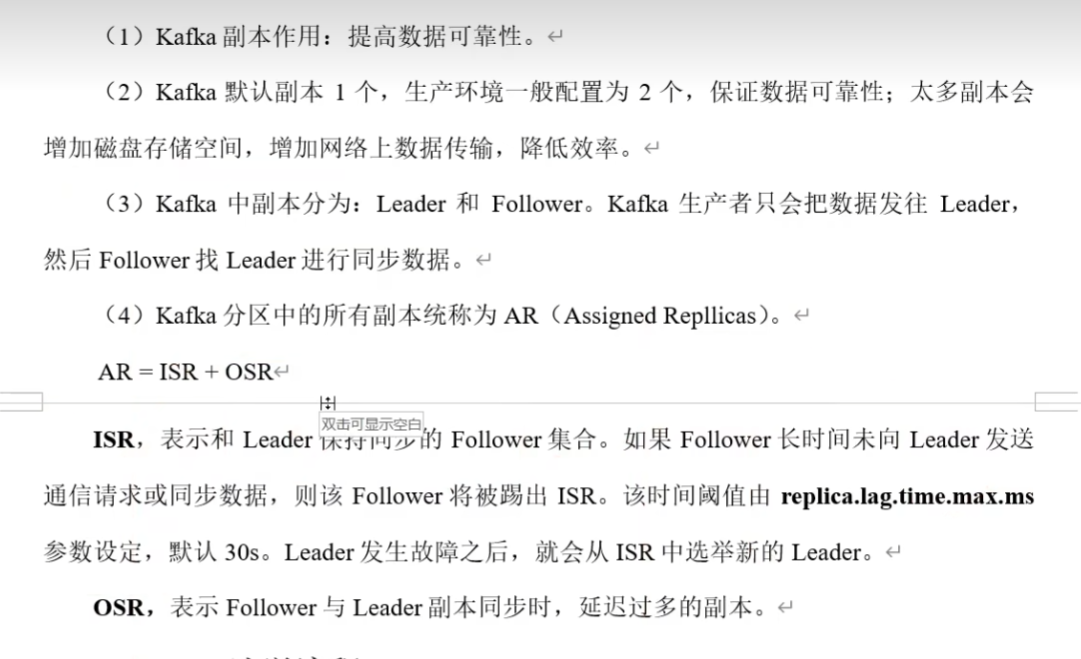 （1）Kafka 副本作用：提高数据可靠性。↵
（2）Kafka 默认副本 1 个，生产环境一般配置为 2 个，保证数据可靠性；太多副本会
增加磁盘存储空间，增加网络上数据传输，降低效率。↵
（3）Kafka 中副本分为：Leader 和 Follower。Kafka 生产者只会把数据发往 Leader，
然后 Follower 找 Leader 进行同步数据。↵
（4）Kafka 分区中的所有副本统称为 AR（Assigned Repllicas）。↵
AR = ISR + OSR↵
双击可显示空白
ISR，表示和 Leader 保持同步的 Follower 集合。如果 Follower 长时间未向 Leader 发送
通信请求或同步数据，则该 Follower 将被踢出 ISR。该时间阈值由 replica.lag.time.max.ms
参数设定，默认 30s。Leader 发生故障之后，就会从 ISR 中选举新的 Leader。↵
OSR，表示 Follower 与 Leader 副本同步时，延迟过多的副本。↵